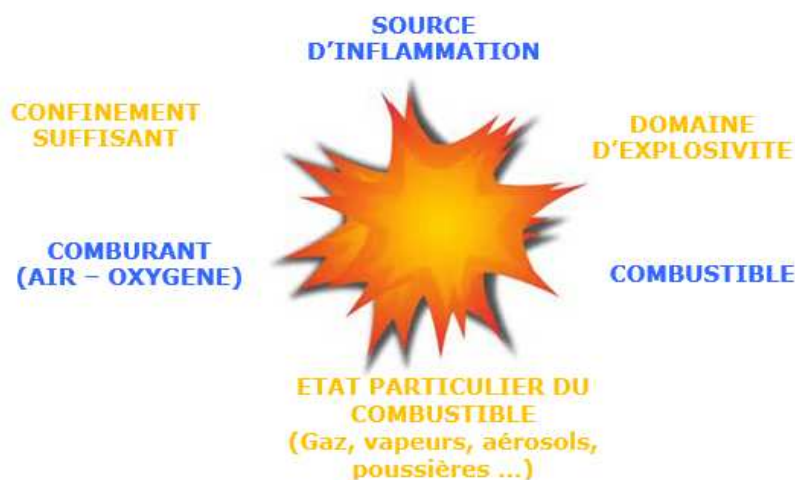 SOURCE
D'INFLAMMATION
CONFINEMENT
SUFFISANT
DOMAINE
D'EXPLOSIVITE
COMBURANT
(AIR – OXYGENE)
COMBUSTIBLE
ETAT PARTICULIER DU
COMBUSTIBLE
(Gaz, vapeurs, aérosols,
poussières ...)